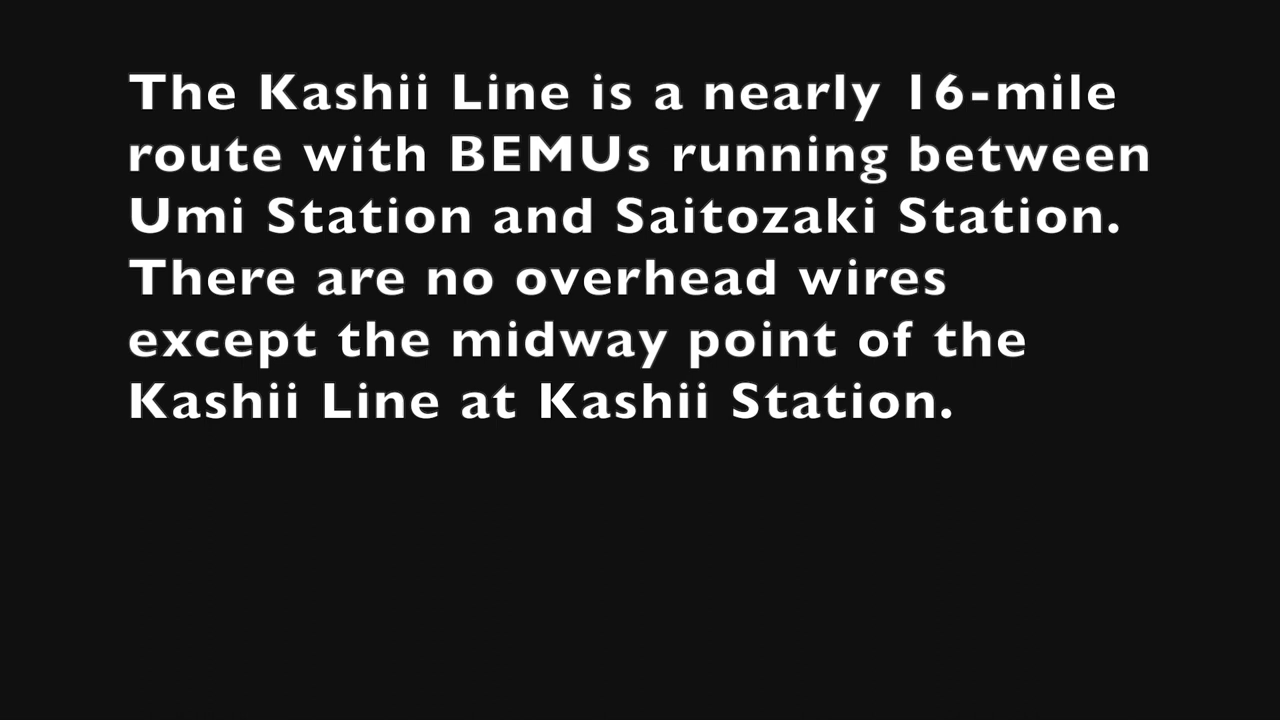 The Kashii Line is a nearly 16-mile
route with BEMUs running between
Umi Station and Saitozaki Station.
There are no overhead wires
except the midway point of the
Kashii Line at Kashii Station.